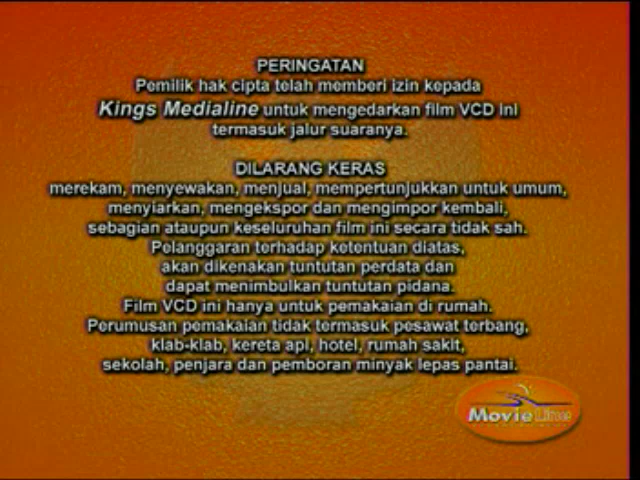 PERINGATAN
Pemilik hak cipta telah memberi izin kepada
Kings Medialine untuk mengedarkan film VCD ini
termasuk jalur suaranya.
DILARANG KERAS
merekam, menyewakan, menjual, mempertunjukkan untuk umum,
menyiarkan, mengekspor dan mengimpor kembali,
sebagian ataupun keseluruhan film ini secara tidak sah.
Pelanggaran terhadap ketentuan diatas,
akan dikenakan tuntutan perdata dan
dapat menimbulkan tuntutan pidana.
Film VCD ini hanya untuk pemakaian di rumah.
Perumusan pemakaian tidak termasuk pesawat terbang,
klab-klab, kereta api, hotel, rumah sakit,
sekolah, penjara dan pemboran minyak lepas pantai.
Movie Line